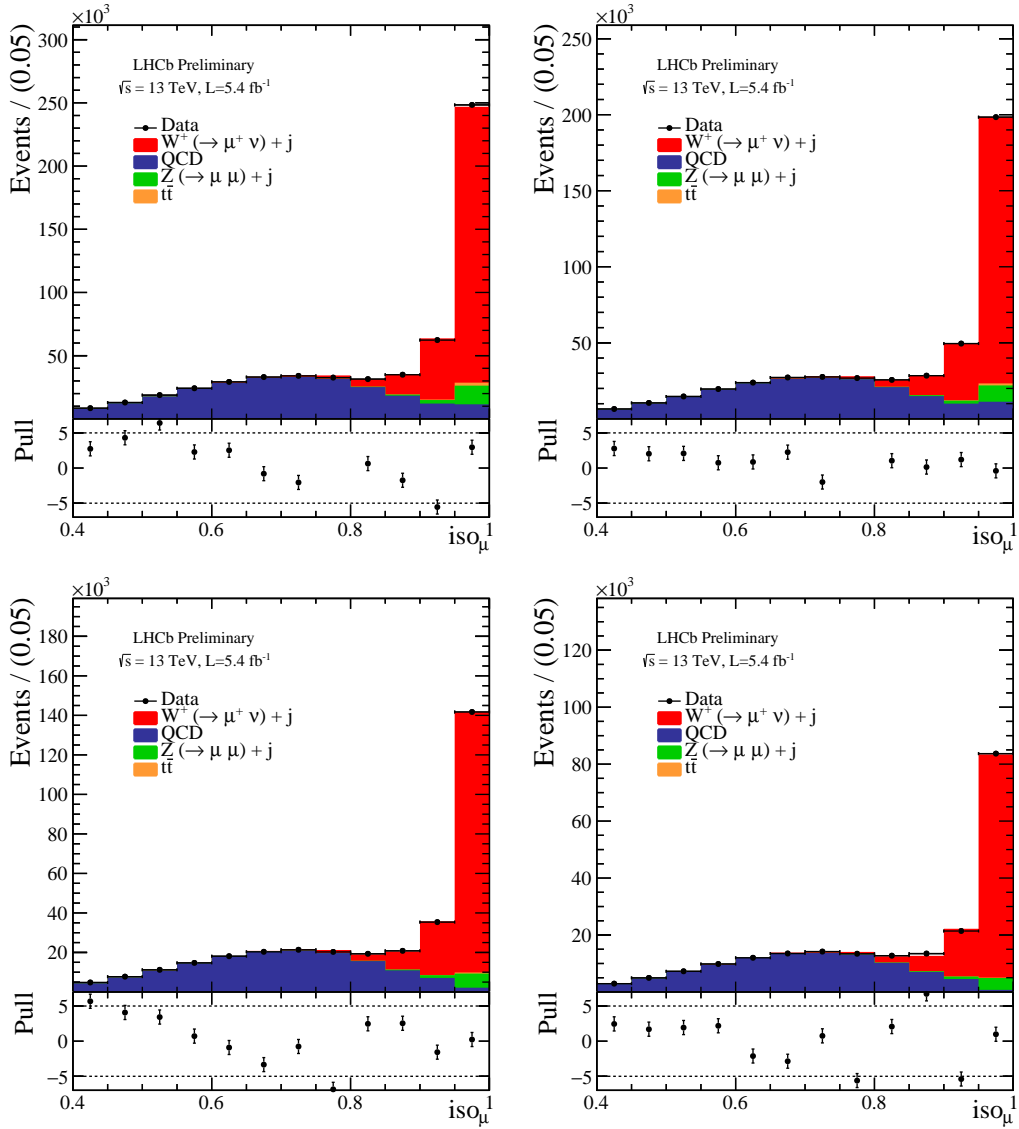 ×10³
Events / (0.05)
300
250
200
150
100
50
LHCb Preliminary
√s = 13 TeV, L=5.4 fb⁻¹
Data
W⁺ (→ μ⁺ ν) + j
QCD
Z (→ μ μ) + j
tt̄
Pull
5
0
−5
0.4 0.6 0.8 1
iso_μ
×10³
Events / (0.05)
250
200
150
100
50
LHCb Preliminary
√s = 13 TeV, L=5.4 fb⁻¹
Data
W⁺ (→ μ⁺ ν) + j
QCD
Z (→ μ μ) + j
tt̄
Pull
5
0
−5
0.4 0.6 0.8 1
iso_μ
×10³
Events / (0.05)
180
160
140
120
100
80
60
40
20
LHCb Preliminary
√s = 13 TeV, L=5.4 fb⁻¹
Data
W⁺ (→ μ⁺ ν) + j
QCD
Z (→ μ μ) + j
tt̄
Pull
5
0
−5
0.4 0.6 0.8 1
iso_μ
×10³
Events / (0.05)
120
100
80
60
40
20
LHCb Preliminary
√s = 13 TeV, L=5.4 fb⁻¹
Data
W⁺ (→ μ⁺ ν) + j
QCD
Z (→ μ μ) + j
tt̄
Pull
5
0
−5
0.4 0.6 0.8 1
iso_μ